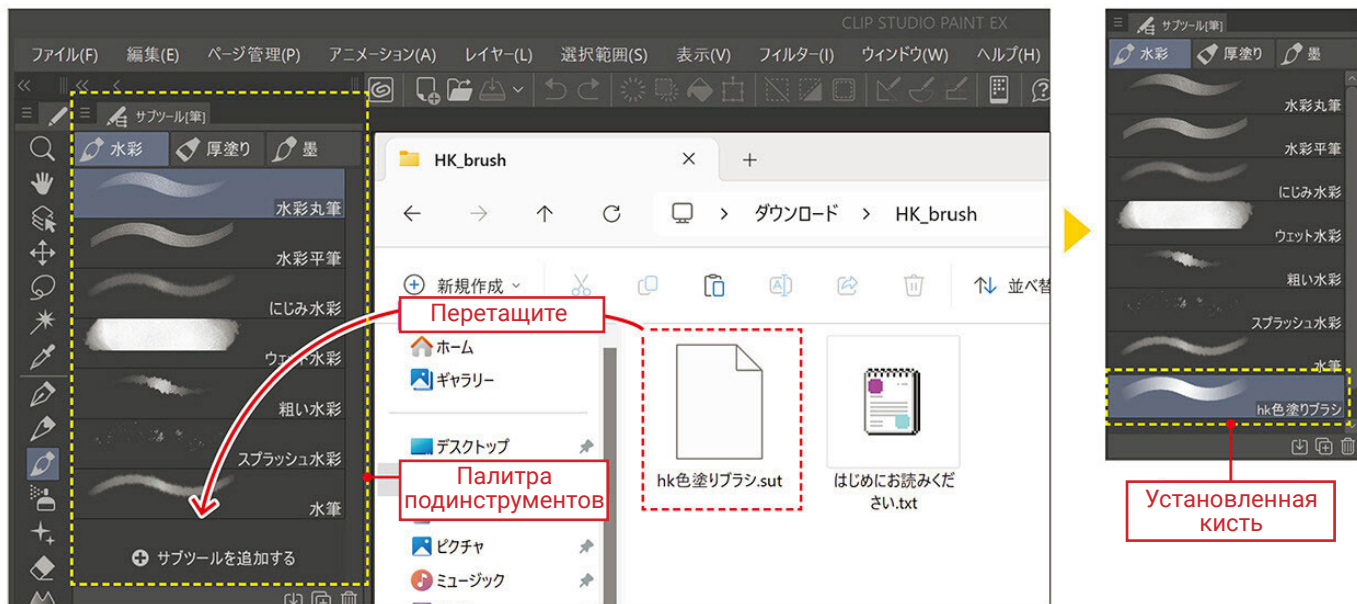 CLIP STUDIO PAINT EX
ファイル(F) 編集(E) ページ管理(P) アニメーション(A) レイヤー(L) 選択範囲(S) 表示(V) フィルター(I) ウィンドウ(W) ヘルプ(H)
サブツール[筆]
水彩 厚塗り 墨
水彩丸筆
水彩平筆
にじみ水彩
ウェット水彩
粗い水彩
スプラッシュ水彩
水筆
サブツールを追加する
HK_brush
ダウンロード > HK_brush
新規作成
並べ替
Перетащите
ホーム
ギャラリー
デスクトップ
Палитра
подинструментов
ピクチャ
ミュージック
hk色塗りブラシ.sut
はじめにお読みくだ
さい.txt
サブツール[筆]
水彩 厚塗り 墨
水彩丸筆
水彩平筆
にじみ水彩
ウェット水彩
粗い水彩
スプラッシュ水彩
水筆
hk色塗りブラシ
Установленная
кисть